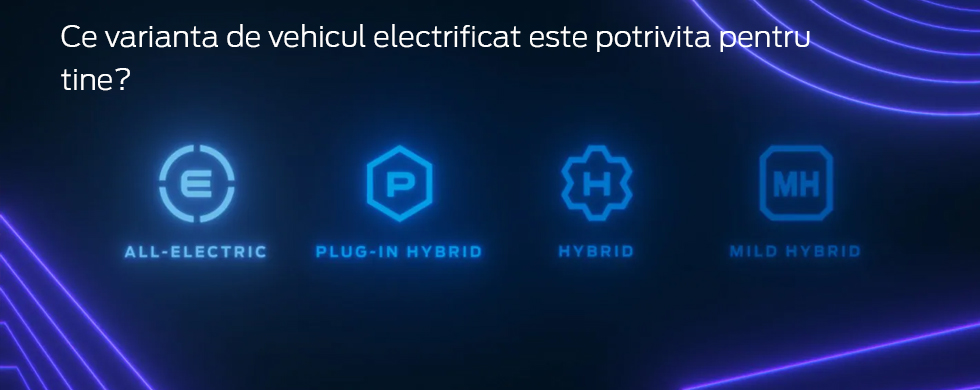 Ce varianta de vehicul electrificat este potrivita pentru
tine?
E P H MH
ALL-ELECTRIC PLUG-IN HYBRID HYBRID MILD HYBRID